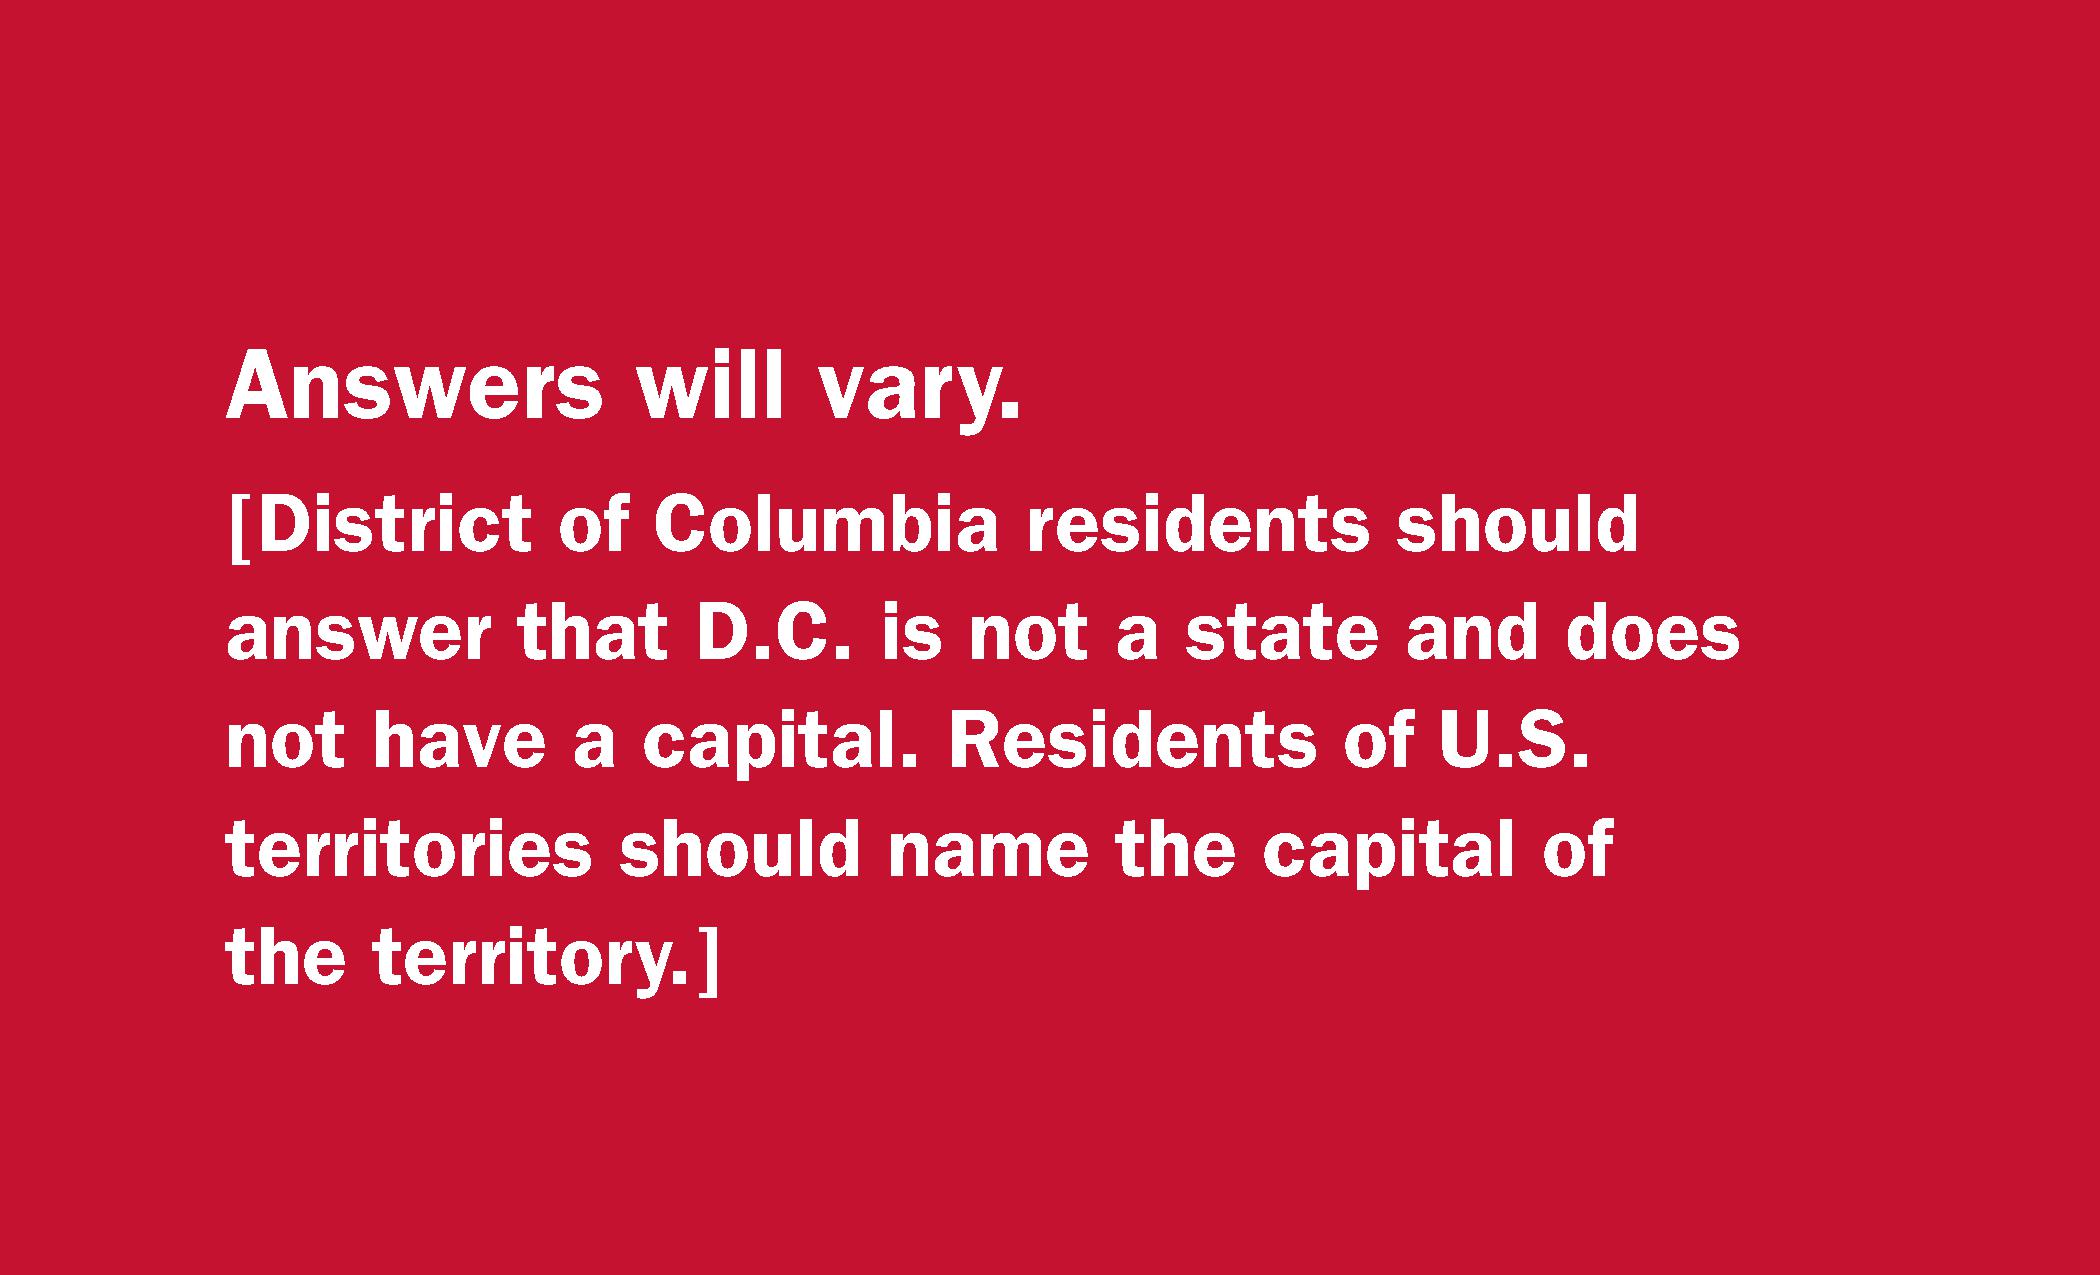 Answers will vary.
[District of Columbia residents should
answer that D.C. is not a state and does
not have a capital. Residents of U.S.
territories should name the capital of
the territory.]